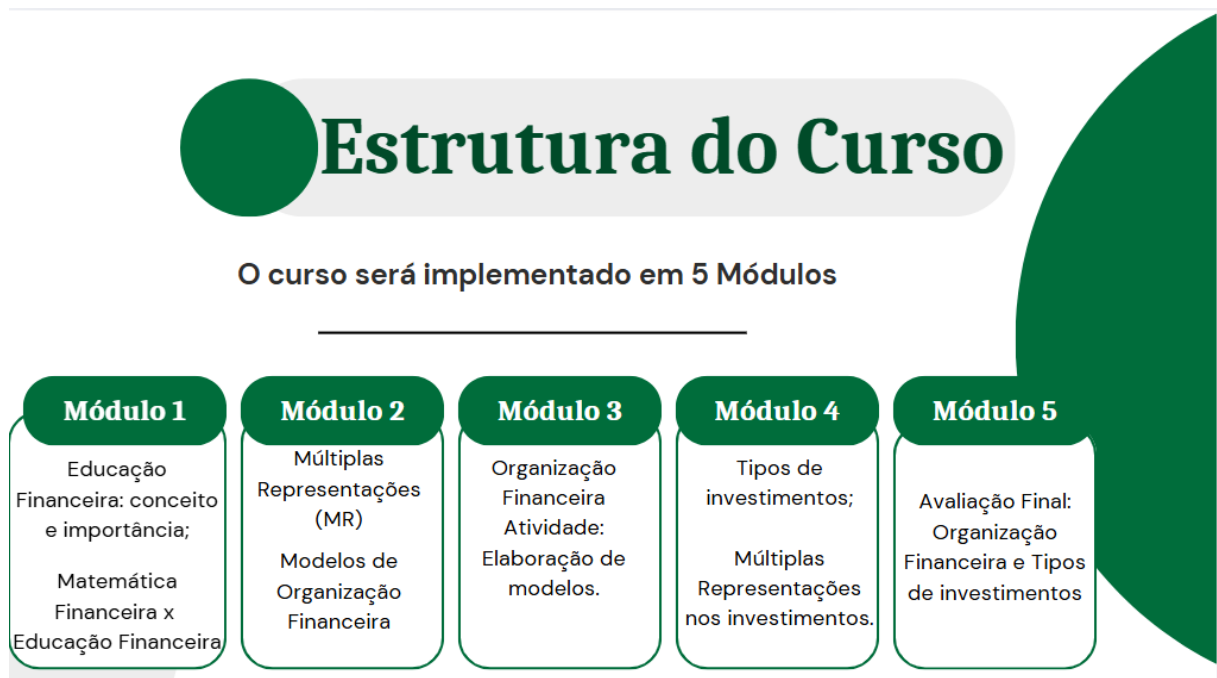 Estrutura do Curso
O curso será implementado em 5 Módulos
Módulo 1
Educação
Financeira: conceito
e importância;
Matemática
Financeira x
Educação Financeira
Módulo 2
Múltiplas
Representações
(MR)
Modelos de
Organização
Financeira
Módulo 3
Organização
Financeira
Atividade:
Elaboração de
modelos.
Módulo 4
Tipos de
investimentos;
Múltiplas
Representações
nos investimentos.
Módulo 5
Avaliação Final:
Organização
Financeira e Tipos
de investimentos